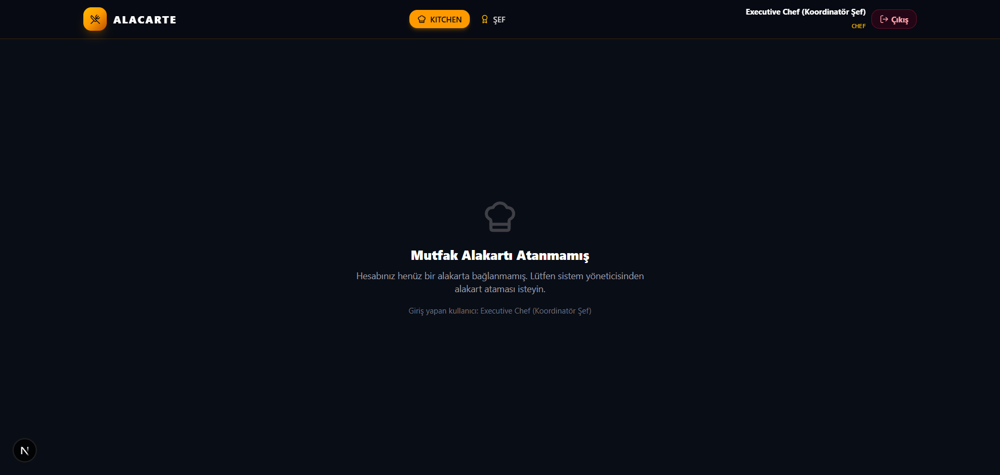 ALACARTE
KITCHEN
ŞEF
Executive Chef (Koordinatör Şef)
CHEF
Çıkış
Mutfak Alakartı Atanmamış
Hesabınız henüz bir alakarta bağlanmamış. Lütfen sistem yöneticisinden
alakart ataması isteyin.
Giriş yapan kullanıcı: Executive Chef (Koordinatör Şef)
N